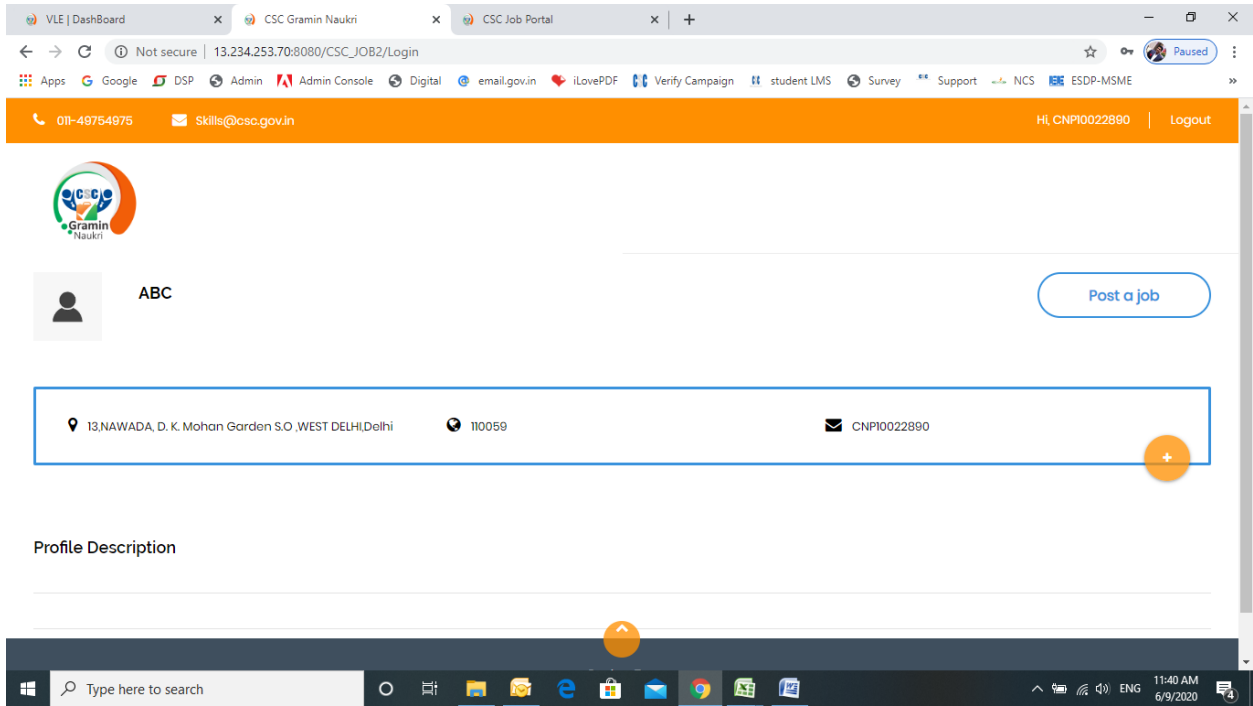 VLE | DashBoard
CSC Gramin Naukri
CSC Job Portal
Not secure | 13.234.253.70:8080/CSC_JOB2/Login
Paused
Apps Google DSP Admin Admin Console Digital email.gov.in iLovePDF Verify Campaign student LMS Survey Support NCS ESDP-MSME »
011-49754975 Skills@csc.gov.in Hi, CNP10022890 Logout
CSC
Gramin
Naukri
ABC
Post a job
13,NAWADA, D. K. Mohan Garden S.O ,WEST DELHI,Delhi 110059 CNP10022890
+
Profile Description
Type here to search
ENG
11:40 AM
6/9/2020
4